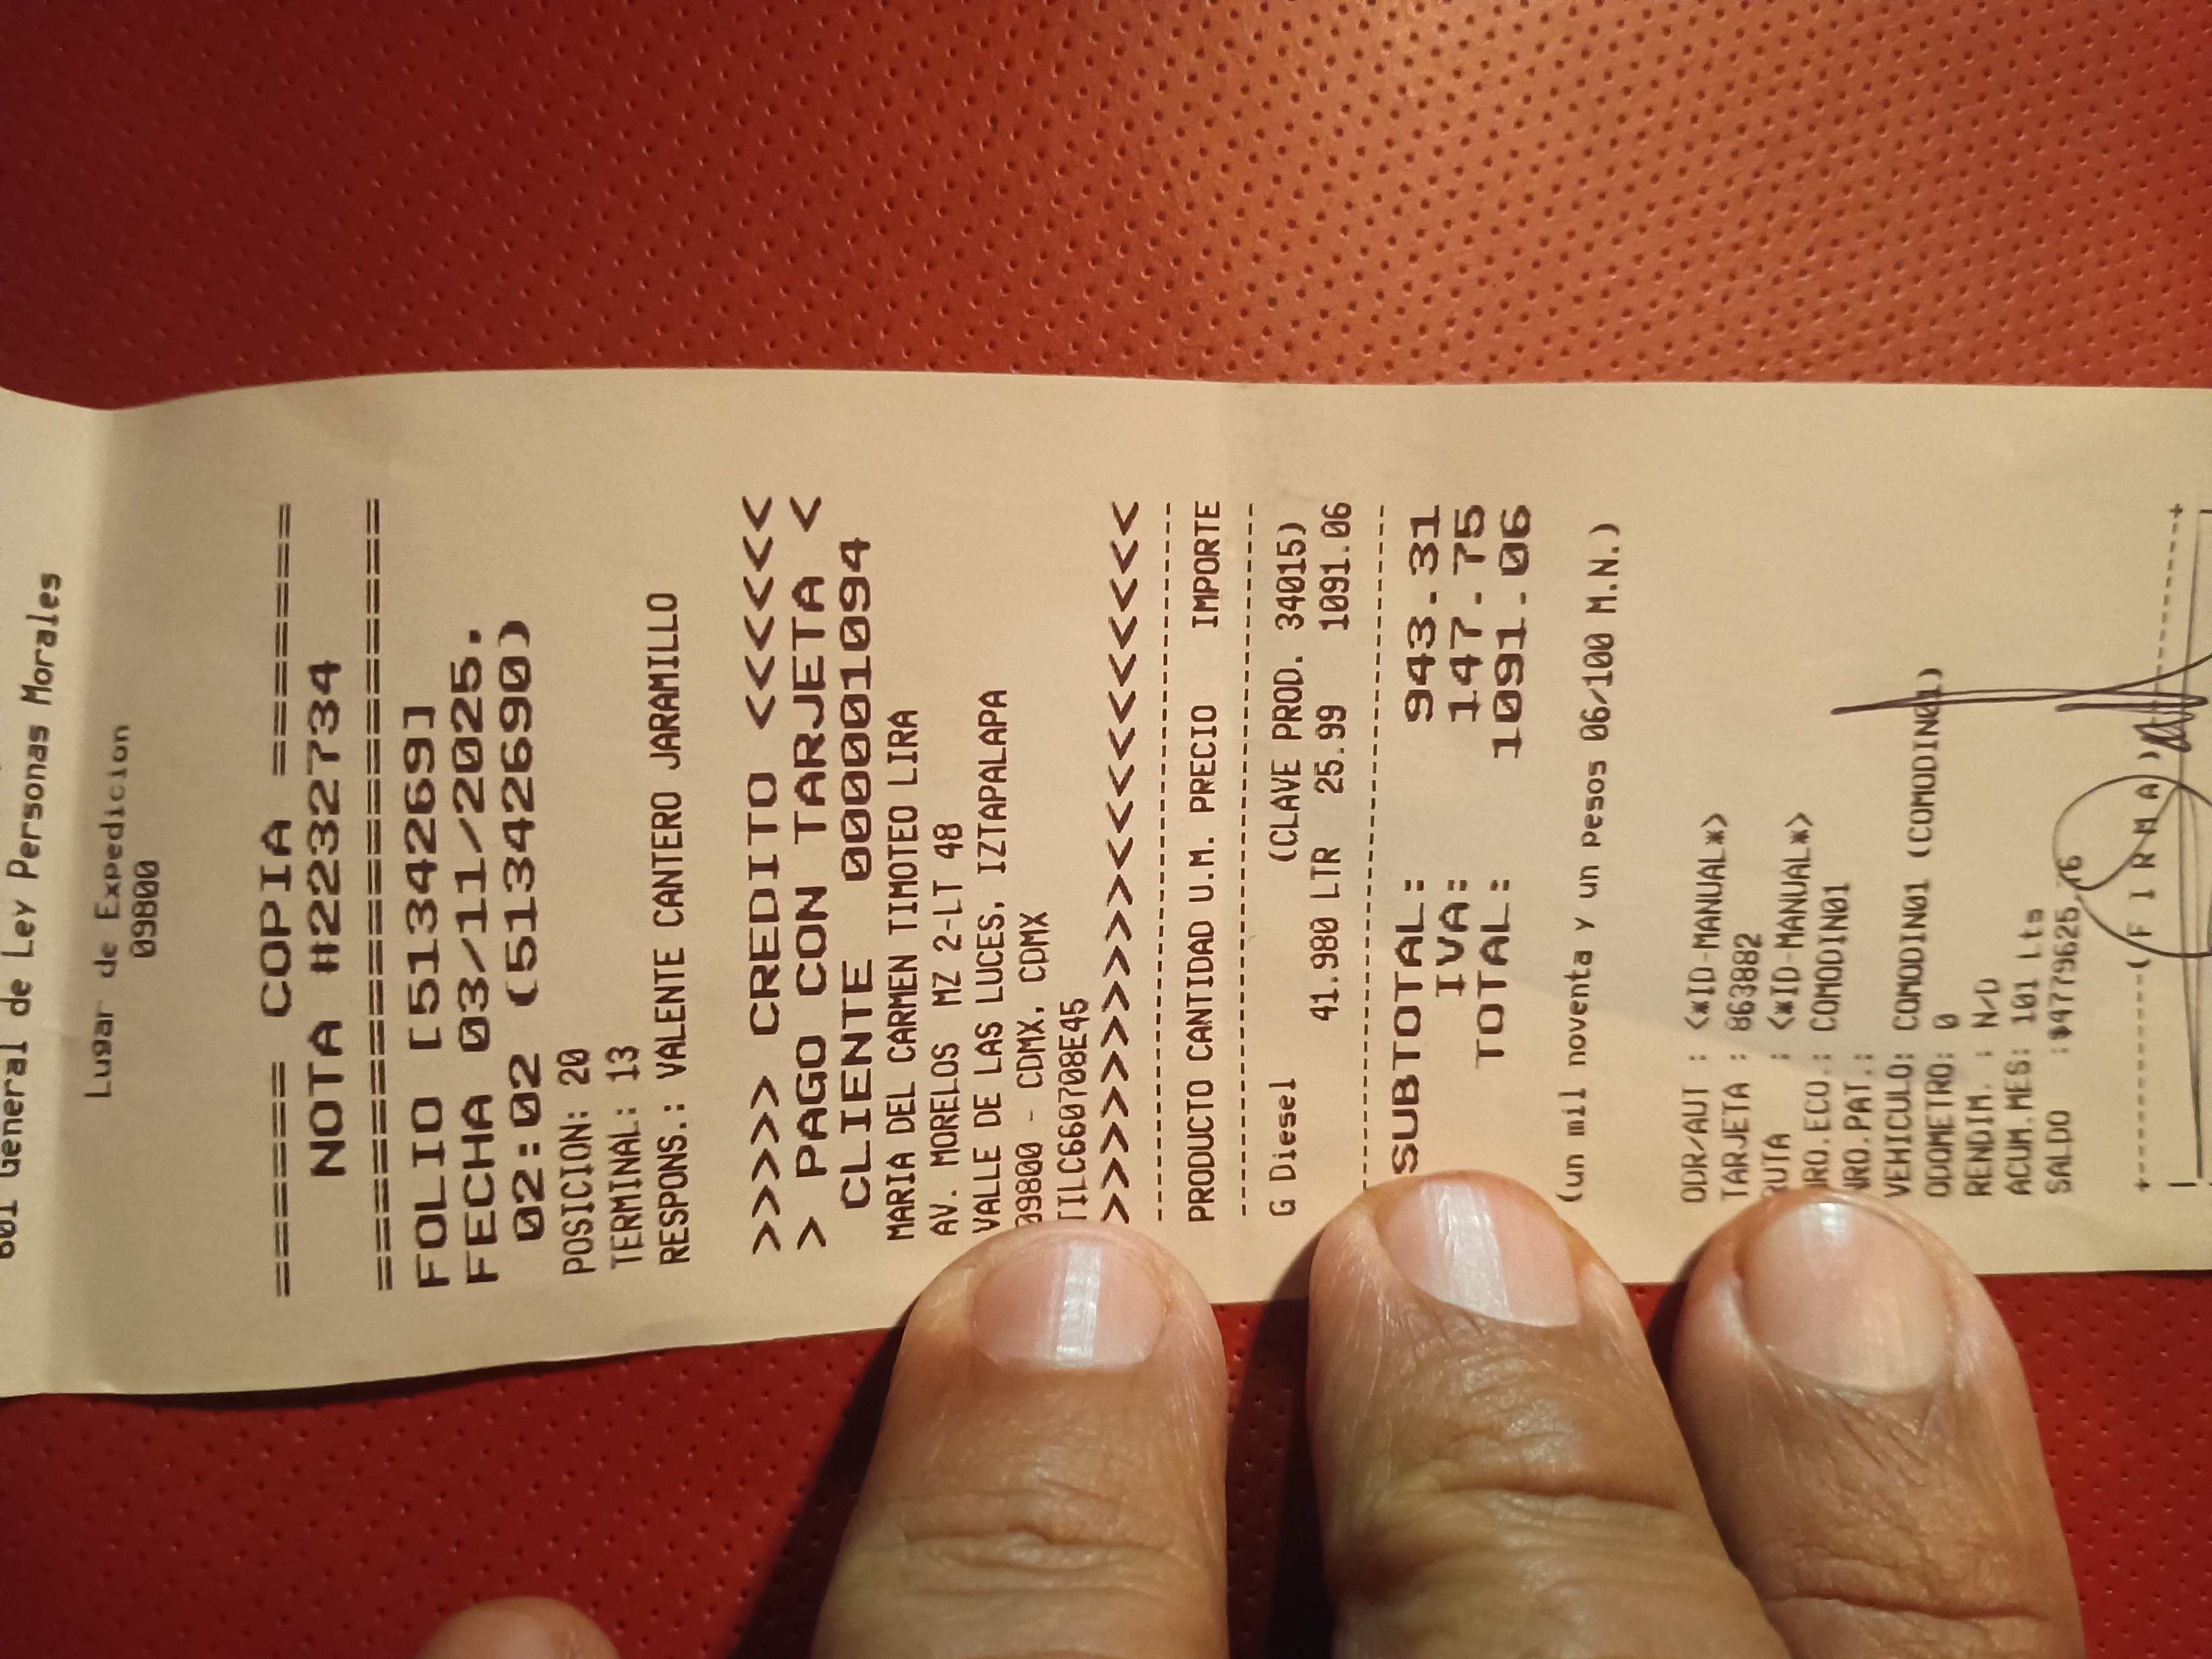 601 General de Ley Personas Morales
Lugar de Expedicion
09800
====== COPIA =======
NOTA #2232734
==================
FOLIO [5134269]
FECHA 03/11/2025,
02:02 (51342690)
POSICION: 20
TERMINAL: 13
RESPONS.: VALENTE CANTERO JARAMILLO
>>>> CREDITO <<<<<<
> PAGO CON TARJETA <
CLIENTE 0000001094
MARIA DEL CARMEN TIMOTEO LIRA
AV. MORELOS MZ 2-LT 48
VALLE DE LAS LUCES, IZTAPALAPA
09800 - CDMX, CDMX
TILC660708E45
>>>>>>>>><<<<<<<<<
----------------------------------------
PRODUCTO CANTIDAD U.M. PRECIO IMPORTE
----------------------------------------
G Diesel (CLAVE PROD. 34015)
41.980 LTR 25.99 1091.06
----------------------------------------
SUBTOTAL: 943.31
IVA: 147.75
TOTAL: 1091.06
(un mil noventa y un pesos 06/100 M.N.)
ODR/AUT : <*ID-MANUAL*>
TARJETA : 863882
RUTA : <*ID-MANUAL*>
NRO.ECO.: COMODIN01
NRO.PAT.:
VEHICULO: COMODIN01 (COMODIN01)
ODOMETRO: 0
RENDIM. : N/D
ACUM.MES: 101 Lts
SALDO :$4779625.76
+---------(F I R M A)---------+